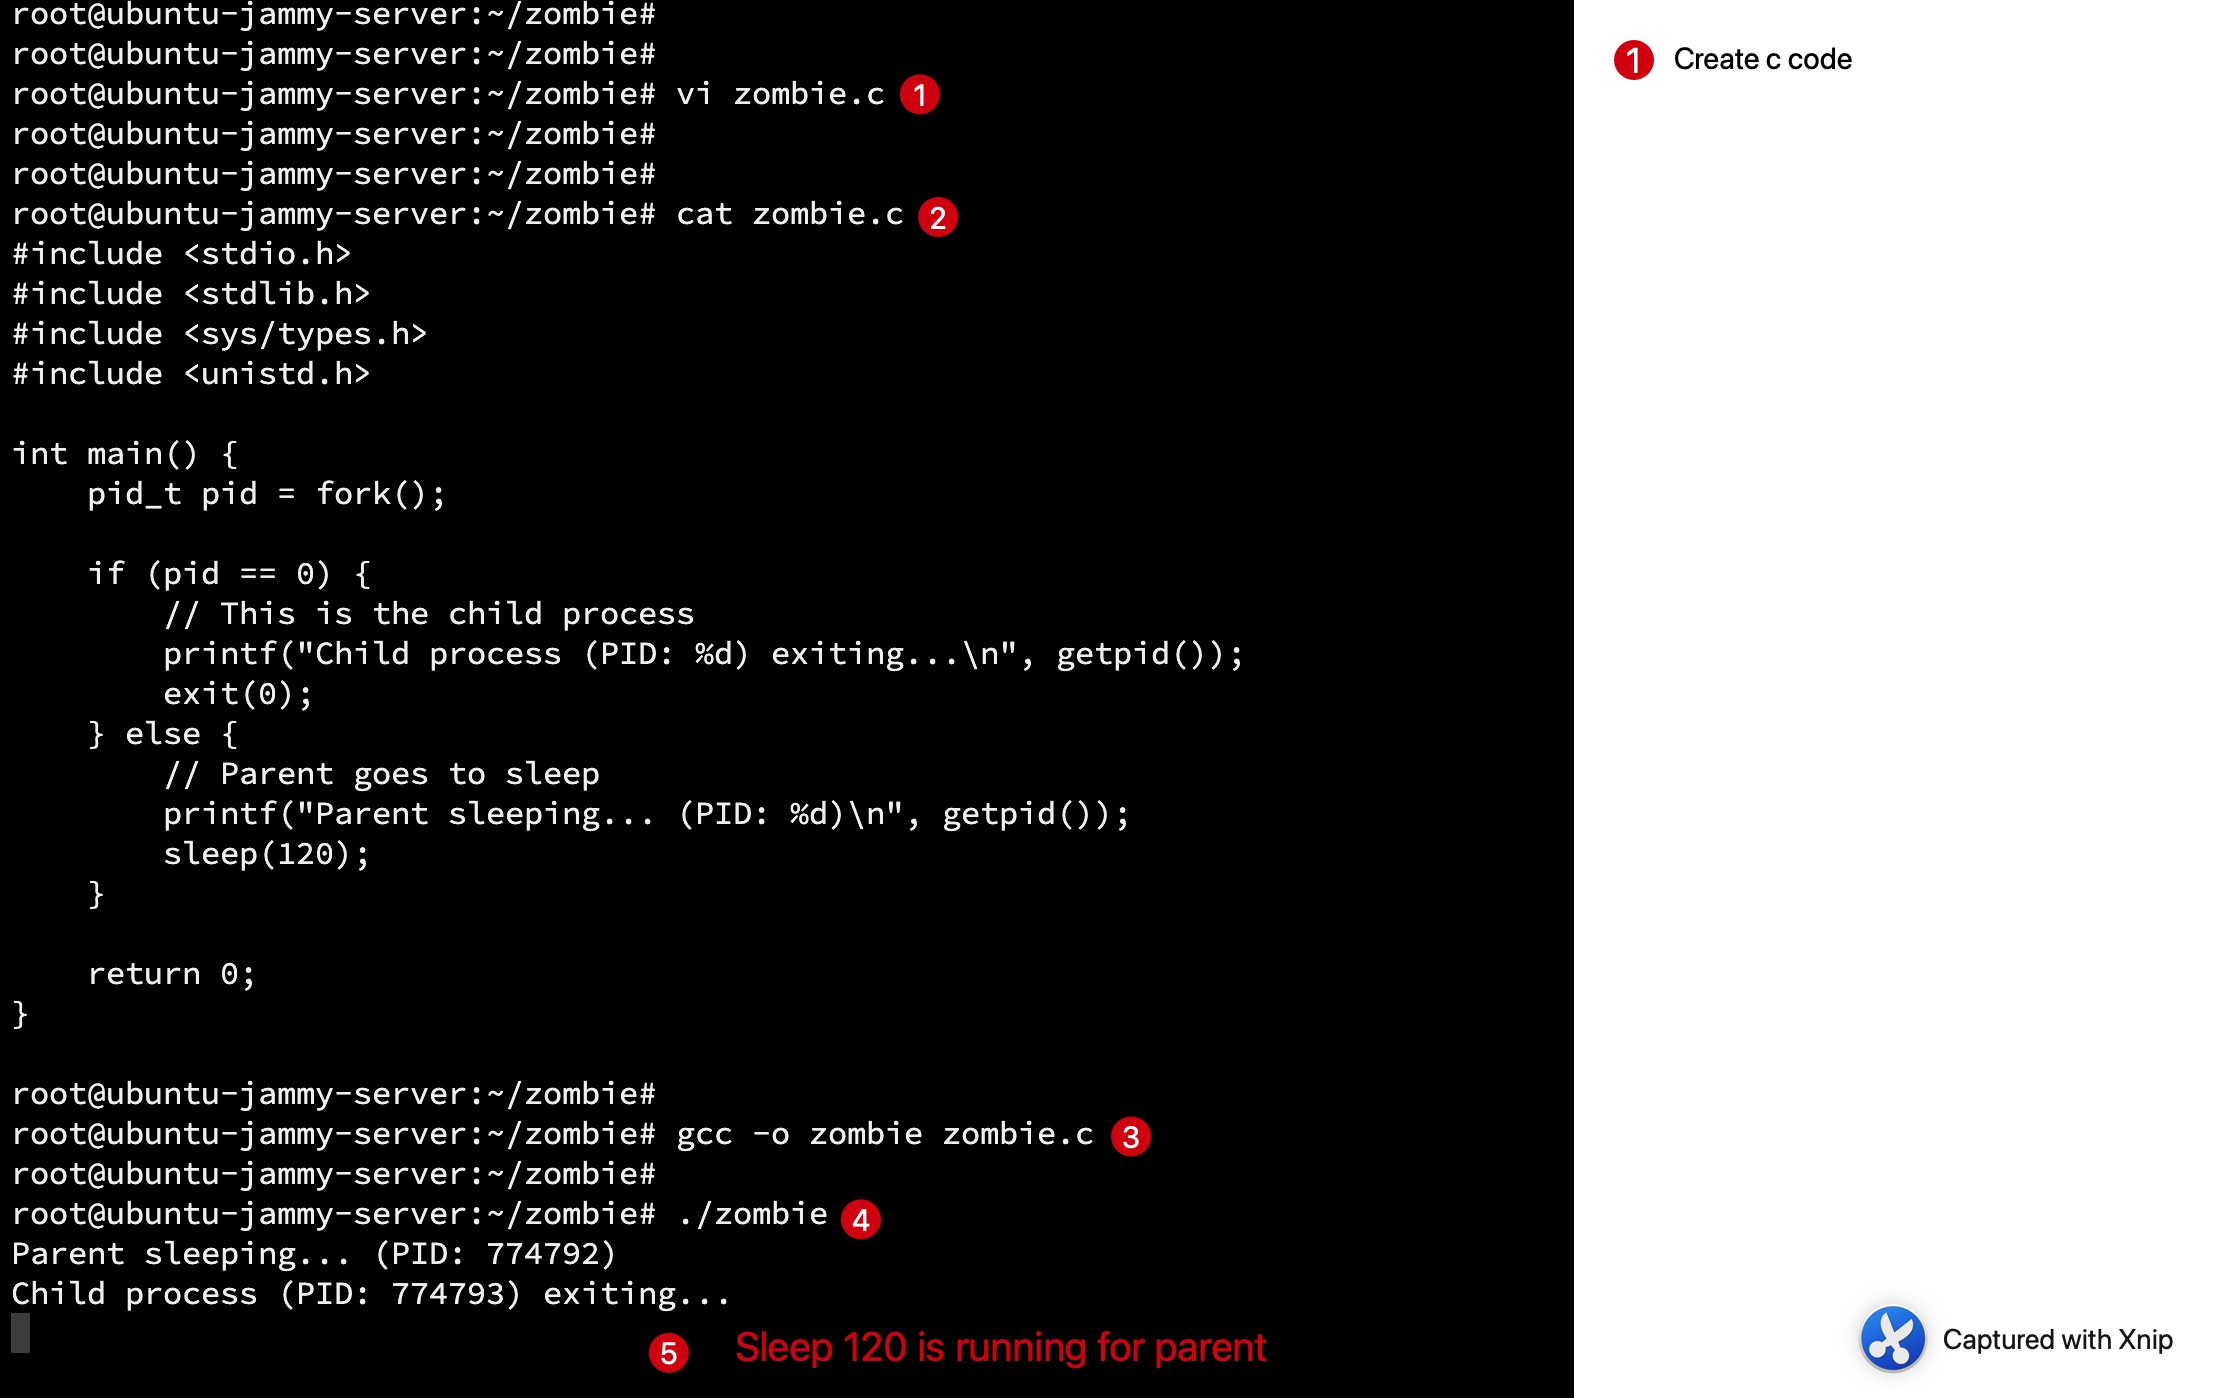 root@ubuntu-jammy-server:~/zombie#
root@ubuntu-jammy-server:~/zombie#
root@ubuntu-jammy-server:~/zombie# vi zombie.c 1
root@ubuntu-jammy-server:~/zombie#
root@ubuntu-jammy-server:~/zombie#
root@ubuntu-jammy-server:~/zombie# cat zombie.c 2
#include <stdio.h>
#include <stdlib.h>
#include <sys/types.h>
#include <unistd.h>

int main() {
    pid_t pid = fork();

    if (pid == 0) {
        // This is the child process
        printf("Child process (PID: %d) exiting...\n", getpid());
        exit(0);
    } else {
        // Parent goes to sleep
        printf("Parent sleeping... (PID: %d)\n", getpid());
        sleep(120);
    }

    return 0;
}

root@ubuntu-jammy-server:~/zombie#
root@ubuntu-jammy-server:~/zombie# gcc -o zombie zombie.c 3
root@ubuntu-jammy-server:~/zombie#
root@ubuntu-jammy-server:~/zombie# ./zombie 4
Parent sleeping... (PID: 774792)
Child process (PID: 774793) exiting...
5 Sleep 120 is running for parent
1 Create c code
Captured with Xnip